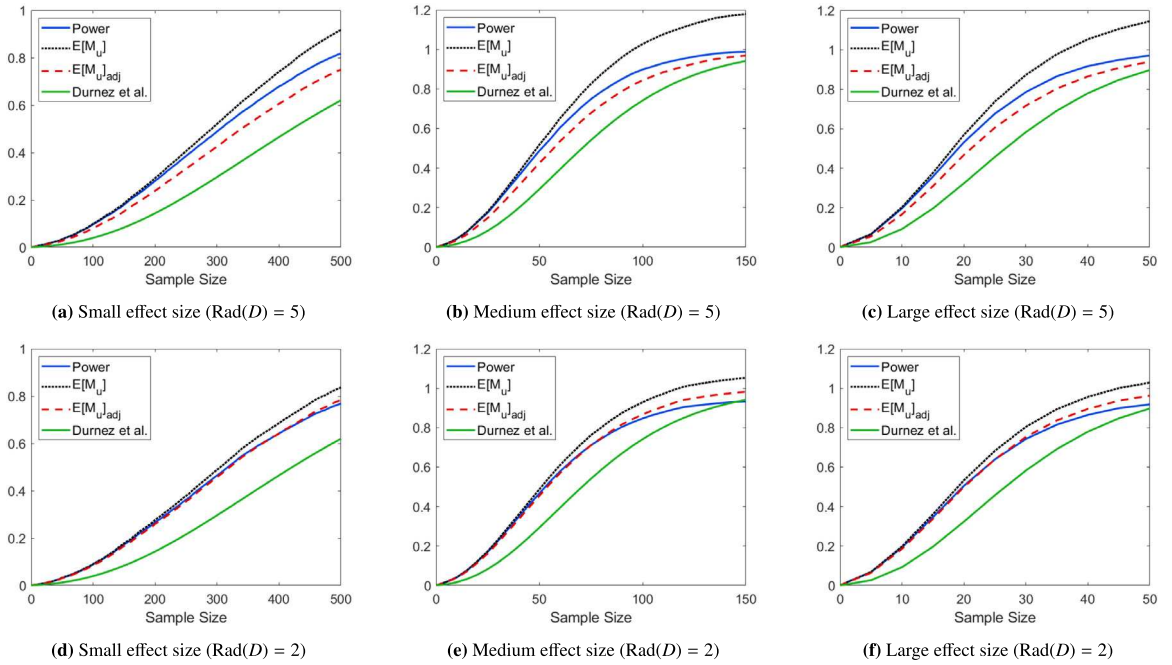 1
0.8
0.6
0.4
0.2
0
0 100 200 300 400 500
Sample Size
Power
E[M_u]
E[M_u]_adj
Durnez et al.
(a) Small effect size (Rad(D) = 5)
1.2
1
0.8
0.6
0.4
0.2
0
0 50 100 150
Sample Size
Power
E[M_u]
E[M_u]_adj
Durnez et al.
(b) Medium effect size (Rad(D) = 5)
1.2
1
0.8
0.6
0.4
0.2
0
0 10 20 30 40 50
Sample Size
Power
E[M_u]
E[M_u]_adj
Durnez et al.
(c) Large effect size (Rad(D) = 5)
1
0.8
0.6
0.4
0.2
0
0 100 200 300 400 500
Sample Size
Power
E[M_u]
E[M_u]_adj
Durnez et al.
(d) Small effect size (Rad(D) = 2)
1.2
1
0.8
0.6
0.4
0.2
0
0 50 100 150
Sample Size
Power
E[M_u]
E[M_u]_adj
Durnez et al.
(e) Medium effect size (Rad(D) = 2)
1.2
1
0.8
0.6
0.4
0.2
0
0 10 20 30 40 50
Sample Size
Power
E[M_u]
E[M_u]_adj
Durnez et al.
(f) Large effect size (Rad(D) = 2)